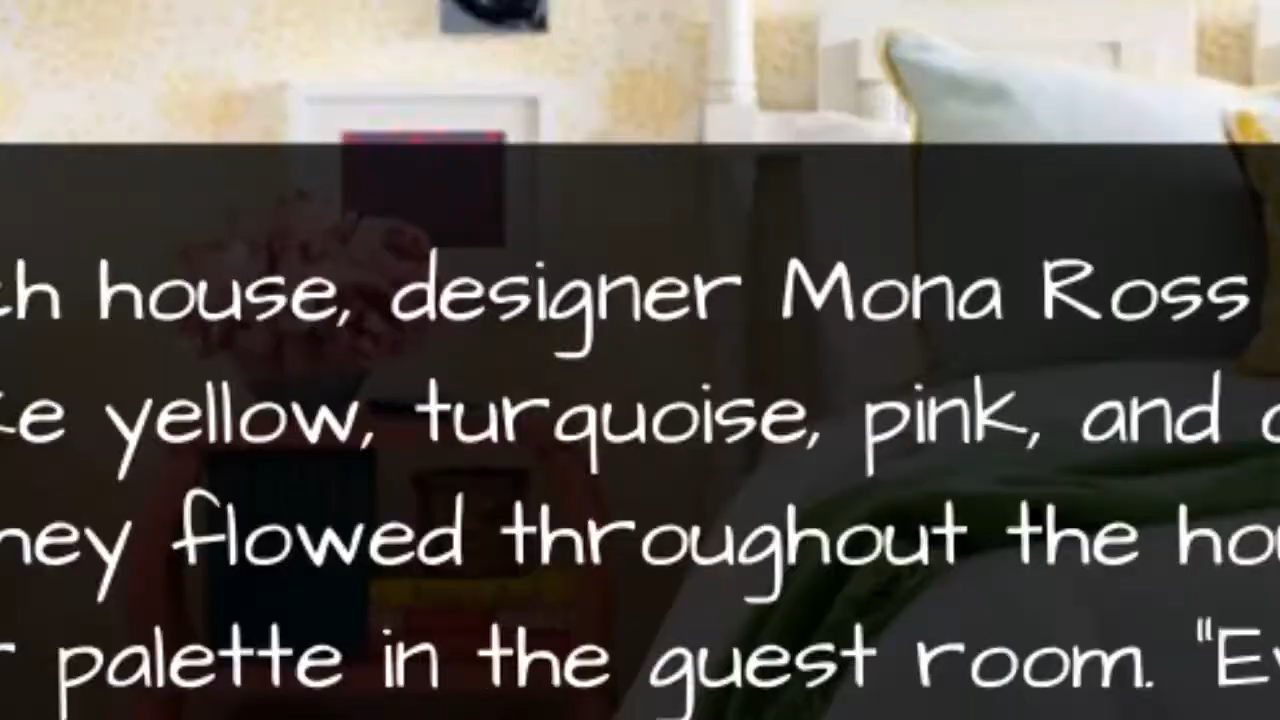 house, designer Mona Ross
yellow, turquoise, pink, and
flowed throughout the
palette in the guest room.